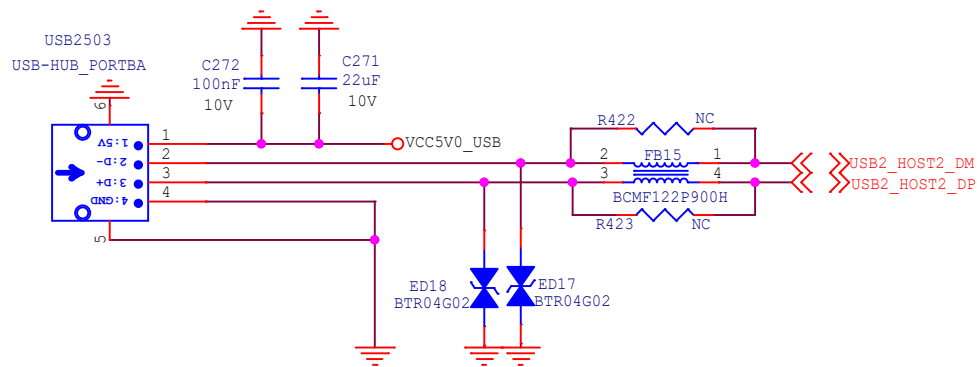 USB2503
USB-HUB_PORTBA
C272
100nF
10V
C271
22uF
10V
6
1:5V
2:D-
3:D+
4:GND
1
2
3
4
5
VCC5V0_USB
R422
NC
2
FB15
1
3
4
BCMF122P900H
R423
NC
USB2_HOST2_DM
USB2_HOST2_DP
ED18
BTR04G02
ED17
BTR04G02